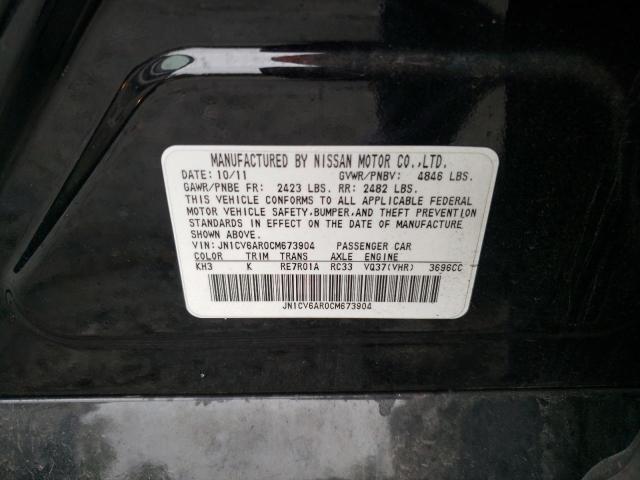 MANUFACTURED BY NISSAN MOTOR CO.,LTD.
DATE: 10/11 GVWR/PNBV: 4846 LBS.
GAWR/PNBE FR: 2423 LBS. RR: 2482 LBS.
THIS VEHICLE CONFORMS TO ALL APPLICABLE FEDERAL
MOTOR VEHICLE SAFETY,BUMPER,AND THEFT PREVENTION
STANDARDS IN EFFECT ON THE DATE OF MANUFACTURE
SHOWN ABOVE.
VIN: JN1CV6AR0CM673904 PASSENGER CAR
COLOR TRIM TRANS AXLE ENGINE
KH3 K RE7R01A RC33 VQ37(VHR) 3696CC
JN1CV6AR0CM673904